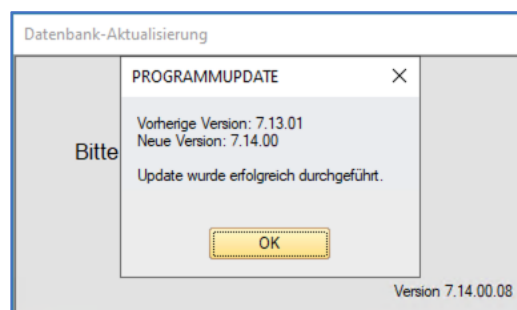 Datenbank-Aktualisierung
PROGRAMMUPDATE
Vorherige Version: 7.13.01
Neue Version: 7.14.00
Bitte
Update wurde erfolgreich durchgeführt.
OK
Version 7.14.00.08